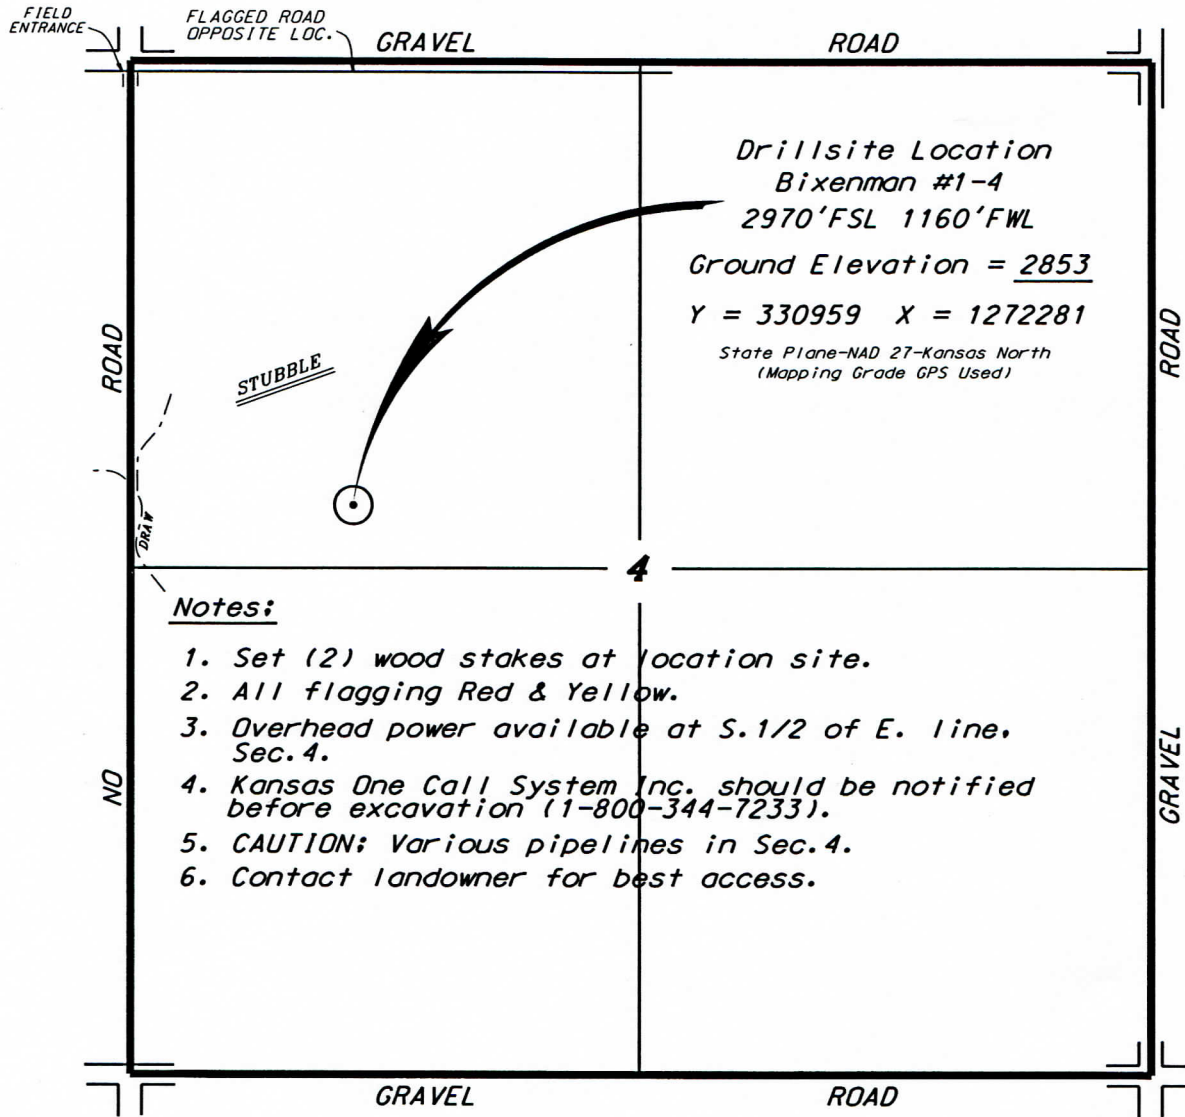 FIELD
ENTRANCE
FLAGGED ROAD
OPPOSITE LOC.
GRAVEL ROAD
Drillsite Location
Bixenman #1-4
2970'FSL 1160'FWL
Ground Elevation = 2853
Y = 330959 X = 1272281
State Plane-NAD 27-Kansas North
(Mapping Grade GPS Used)
ROAD
ROAD
STUBBLE
DRAW
4
Notes:
1. Set (2) wood stakes at location site.
2. All flagging Red & Yellow.
3. Overhead power available at S.1/2 of E. line,
Sec.4.
4. Kansas One Call System Inc. should be notified
before excavation (1-800-344-7233).
5. CAUTION: Various pipelines in Sec.4.
6. Contact landowner for best access.
NO
GRAVEL
GRAVEL ROAD